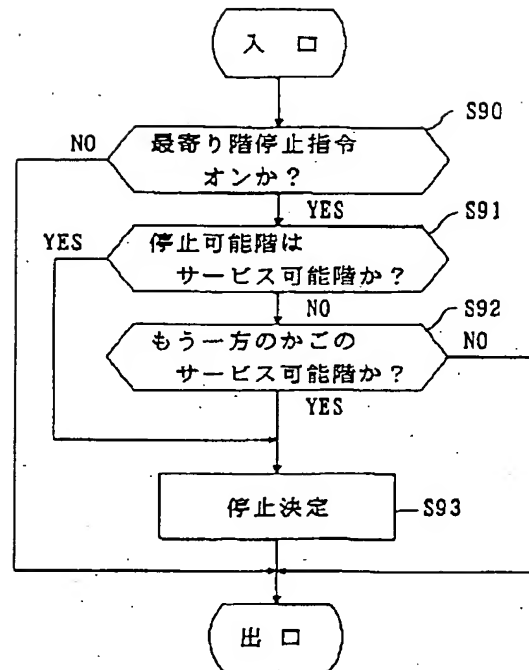 入 口
S90
NO
最寄り階停止指令
オンか?
YES
S91
YES
停止可能階は
サービス可能階か?
NO
S92
もう一方のかごの
サービス可能階か?
NO
YES
停止決定
S93
出 口